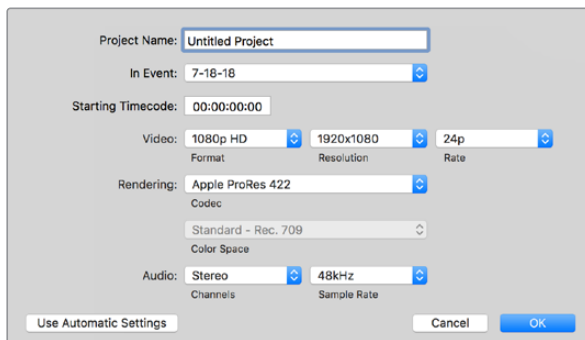 Project Name: Untitled Project
In Event: 7-18-18
Starting Timecode: 00:00:00:00
Video: 1080p HD 1920x1080 24p
Format Resolution Rate
Rendering: Apple ProRes 422
Codec
Standard - Rec. 709
Color Space
Audio: Stereo 48kHz
Channels Sample Rate
Use Automatic Settings Cancel OK